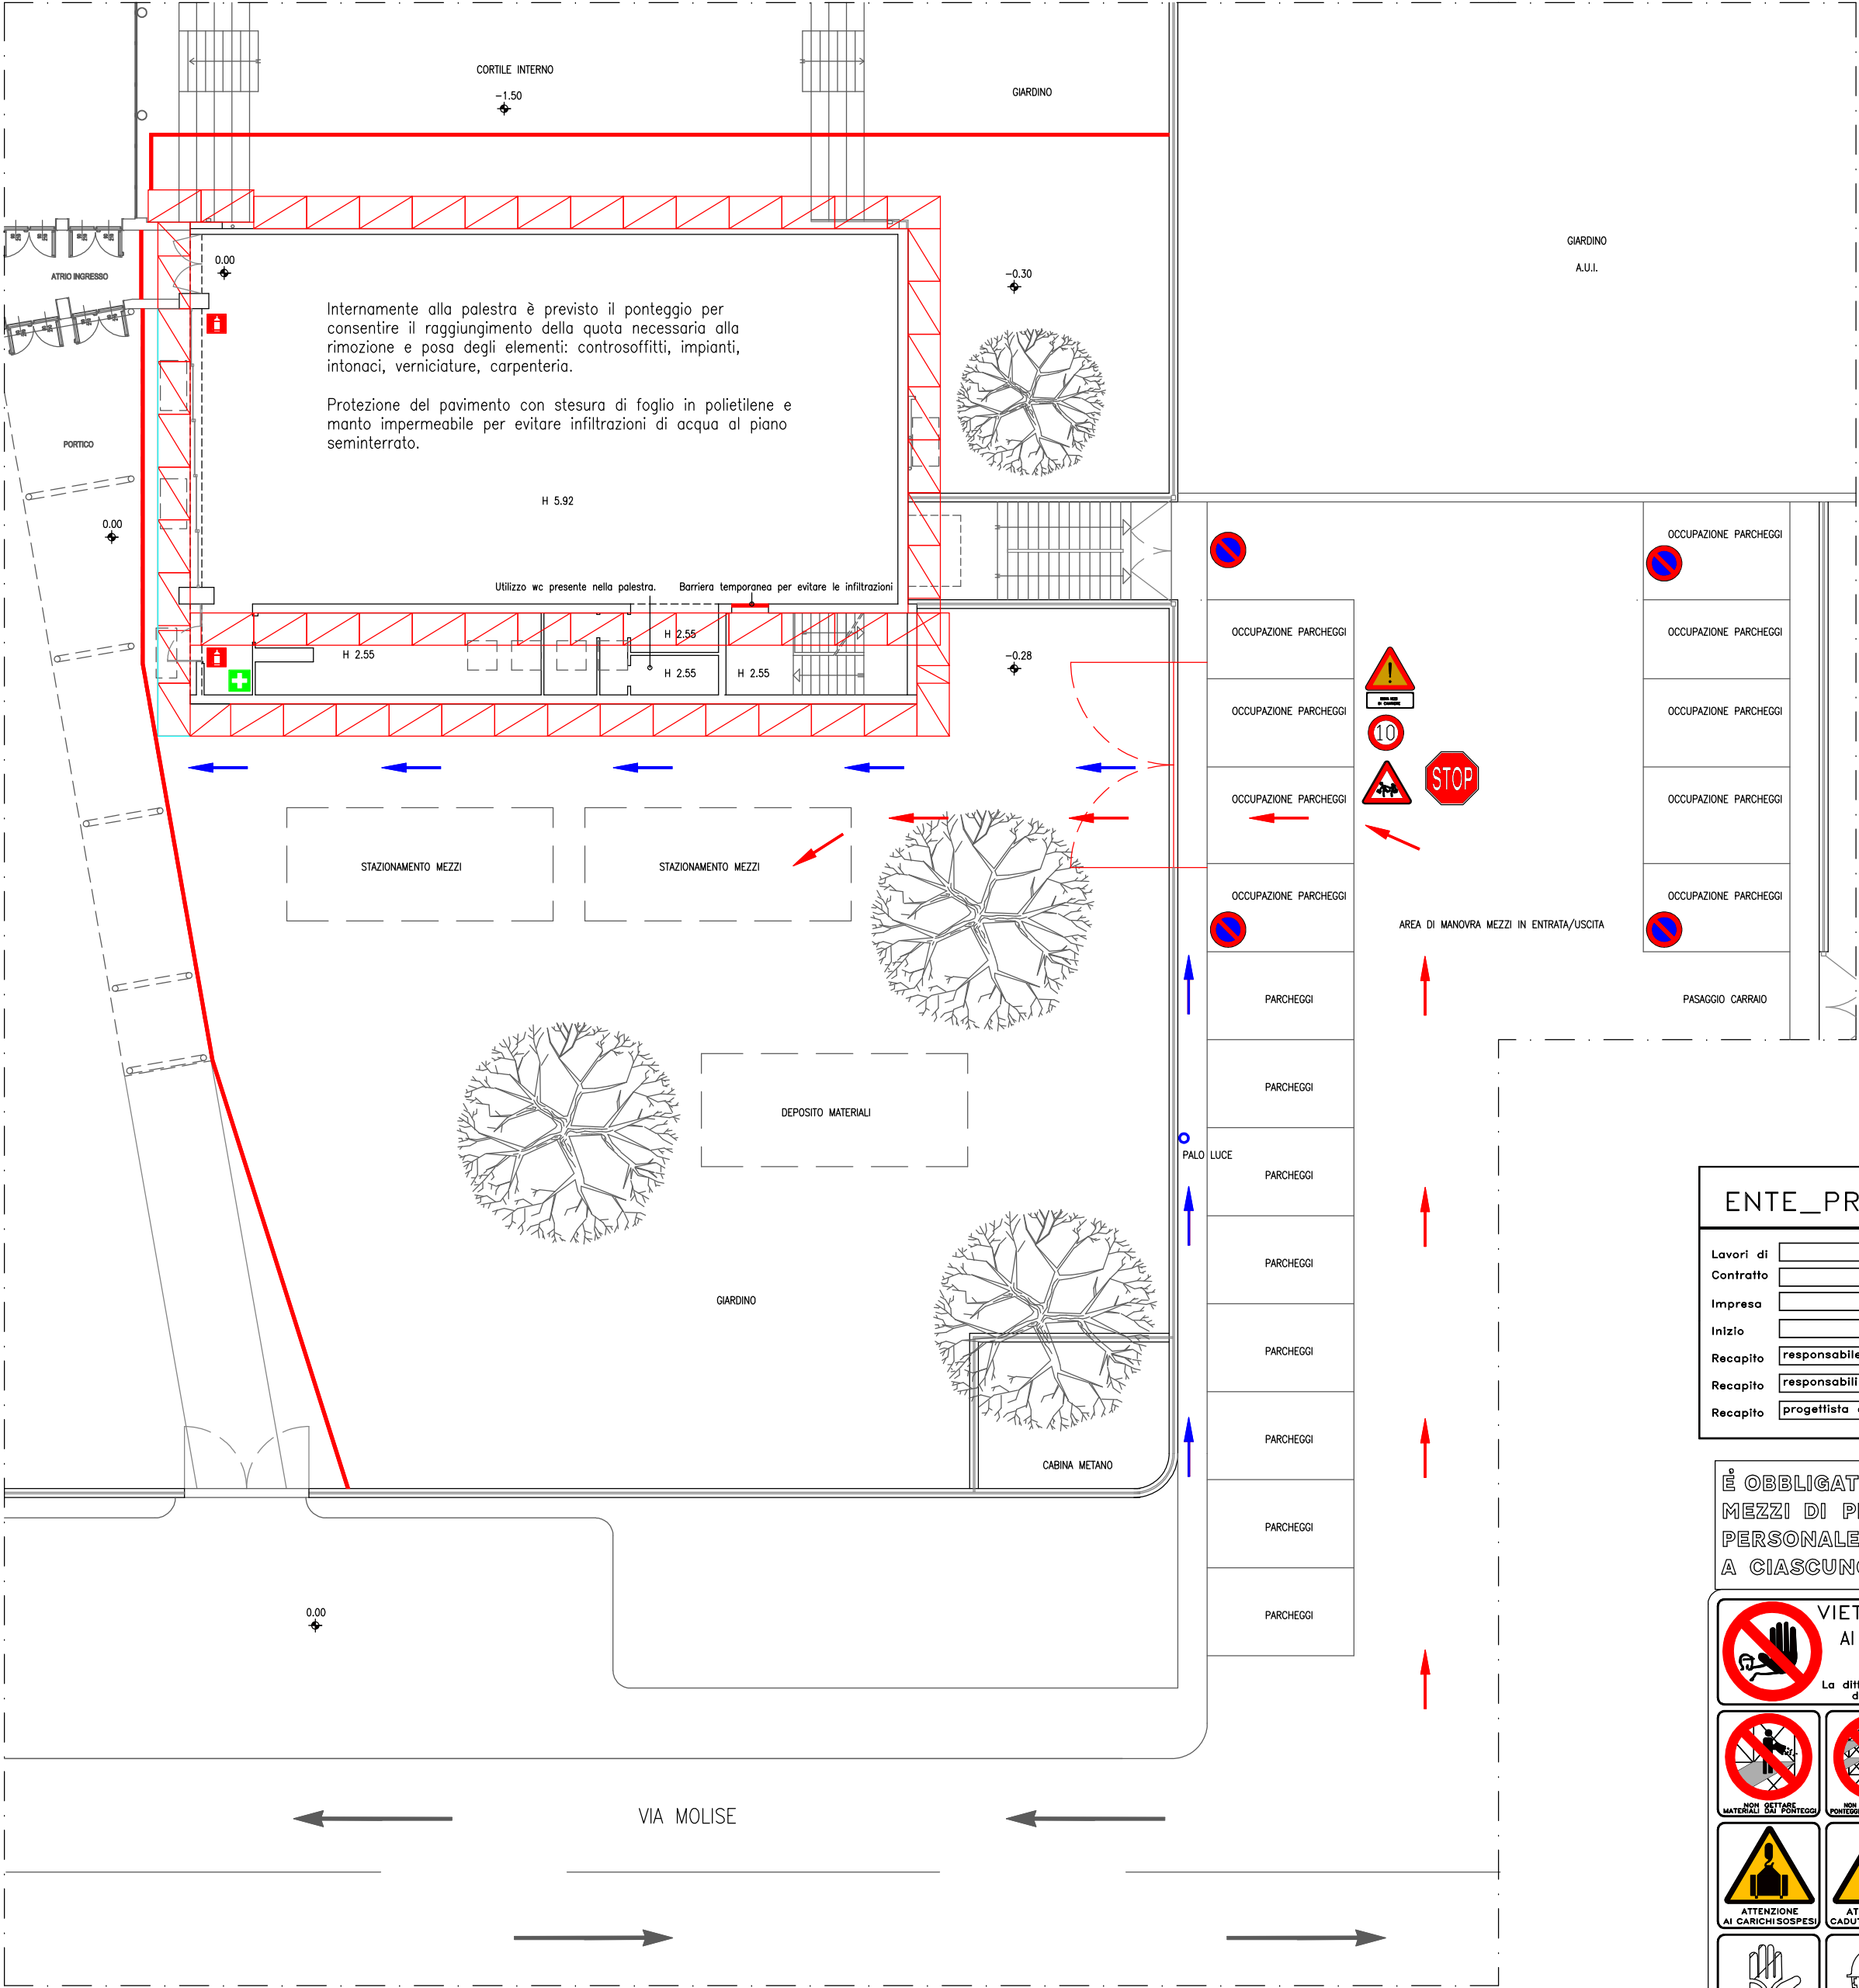 CORTILE INTERNO
-1.50
GIARDINO
GIARDINO
A.U.I.
ATRIO INGRESSO
0.00
-0.30
Internamente alla palestra è previsto il ponteggio per
consentire il raggiungimento della quota necessaria alla
rimozione e posa degli elementi: controsoffitti, impianti,
intonaci, verniciature, carpenteria.
Protezione del pavimento con stesura di foglio in polietilene e
manto impermeabile per evitare infiltrazioni di acqua al piano
seminterrato.
PORTICO
H 5.92
0.00
Utilizzo wc presente nella palestra.
Barriera temporanea per evitare le infiltrazioni
H 2.55
H 2.55
H 2.55
H 2.55
-0.28
OCCUPAZIONE PARCHEGGI
OCCUPAZIONE PARCHEGGI
OCCUPAZIONE PARCHEGGI
OCCUPAZIONE PARCHEGGI
OCCUPAZIONE PARCHEGGI
OCCUPAZIONE PARCHEGGI
OCCUPAZIONE PARCHEGGI
OCCUPAZIONE PARCHEGGI
OCCUPAZIONE PARCHEGGI
10
STOP
STAZIONAMENTO MEZZI
STAZIONAMENTO MEZZI
AREA DI MANOVRA MEZZI IN ENTRATA/USCITA
PARCHEGGI
PASAGGIO CARRAIO
PARCHEGGI
DEPOSITO MATERIALI
PALO LUCE
PARCHEGGI
PARCHEGGI
GIARDINO
PARCHEGGI
PARCHEGGI
CABINA METANO
PARCHEGGI
PARCHEGGI
0.00
VIA MOLISE
ENTE_PR
Lavori di
Contratto
Impresa
Inizio
Recapito responsabile
Recapito responsabili
Recapito progettista
È OBBLIGAT
MEZZI DI P
PERSONALE
A CIASCUNO
VIET
AI
La ditt
d
NON GETTARE
MATERIALI DAI PONTEGGI
NON
PONTEGGI
ATTENZIONE
AI CARICHI SOSPESI
AT
CADUT